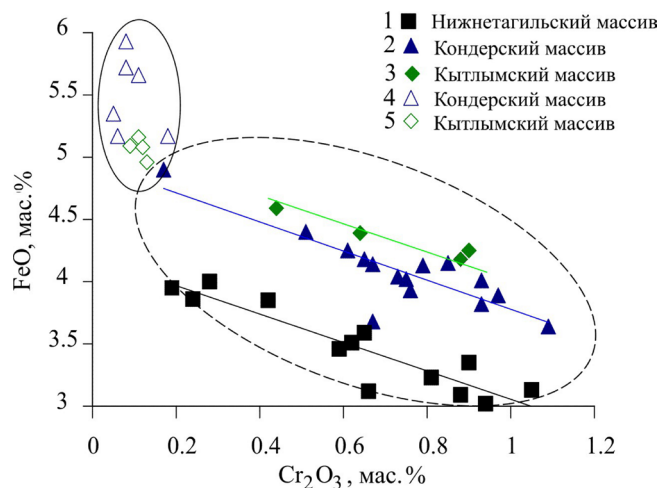 6
5.5
5
4.5
4
3.5
3
FeO, мас.%
0
0.2
0.4
0.6
0.8
1
1.2
Cr₂O₃ , мас.%
1 Нижнетагильский массив
2 Кондерский массив
3 Кытлымский массив
4 Кондерский массив
5 Кытлымский массив